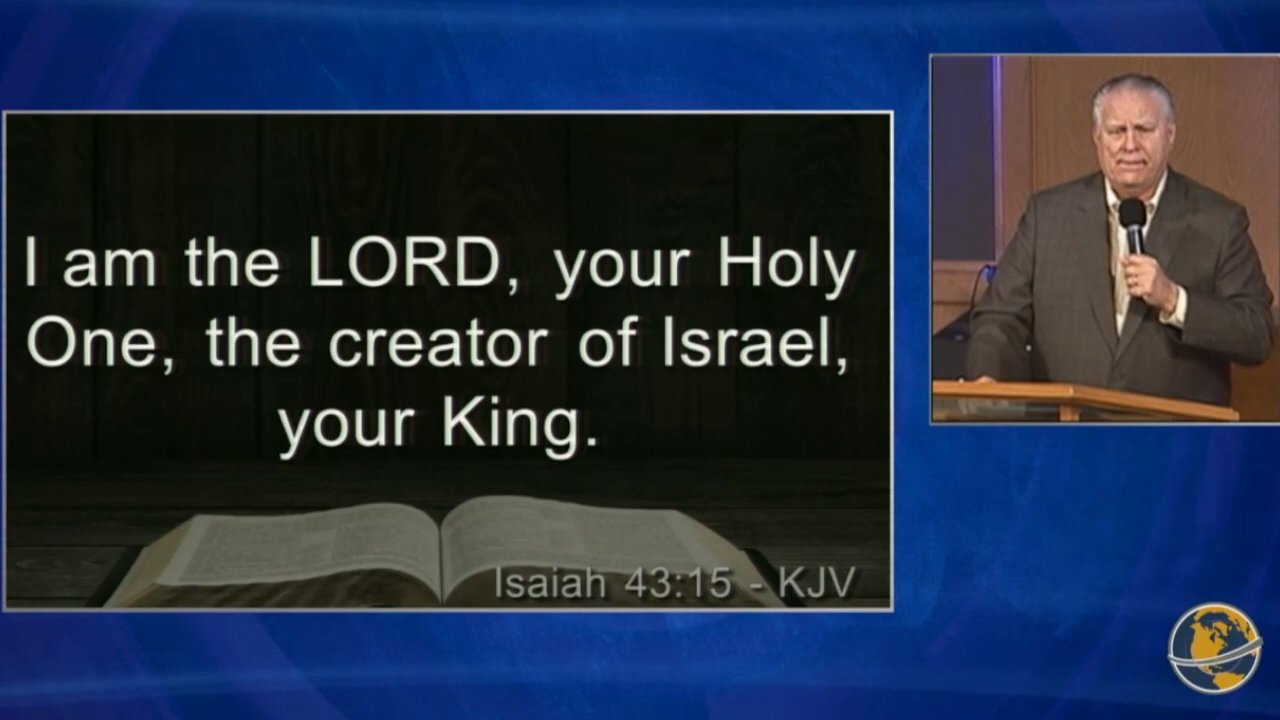 I am the LORD, your Holy
One, the creator of Israel,
your King.
Isaiah 43:15 - KJV